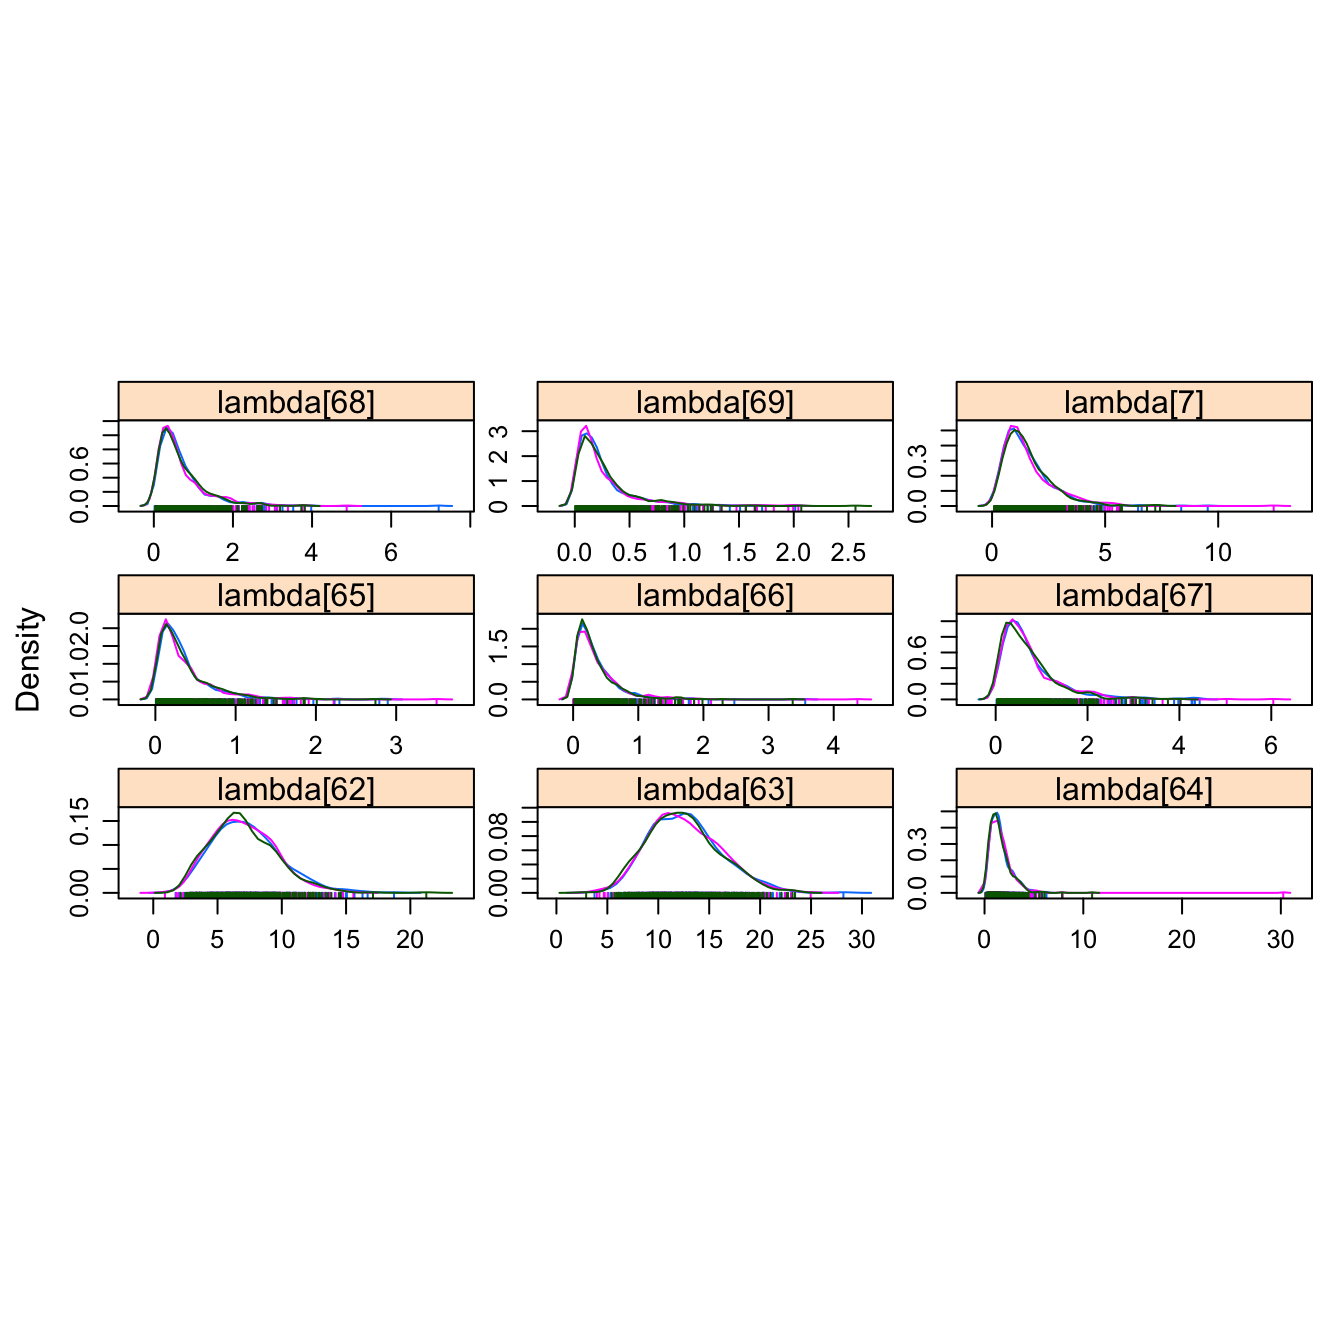 Density
lambda[68] lambda[69] lambda[7]
0.0 0.6
0 1 2 3
0.0 0.3
0 2 4 6
0.0 0.5 1.0 1.5 2.0 2.5
0 5 10
lambda[65] lambda[66] lambda[67]
0.0 1.0 2.0
0.0 1.5
0.0 0.6
0 1 2 3
0 1 2 3 4
0 2 4 6
lambda[62] lambda[63] lambda[64]
0.00 0.15
0.00 0.08
0.0 0.3
0 5 10 15 20
0 5 10 15 20 25 30
0 10 20 30